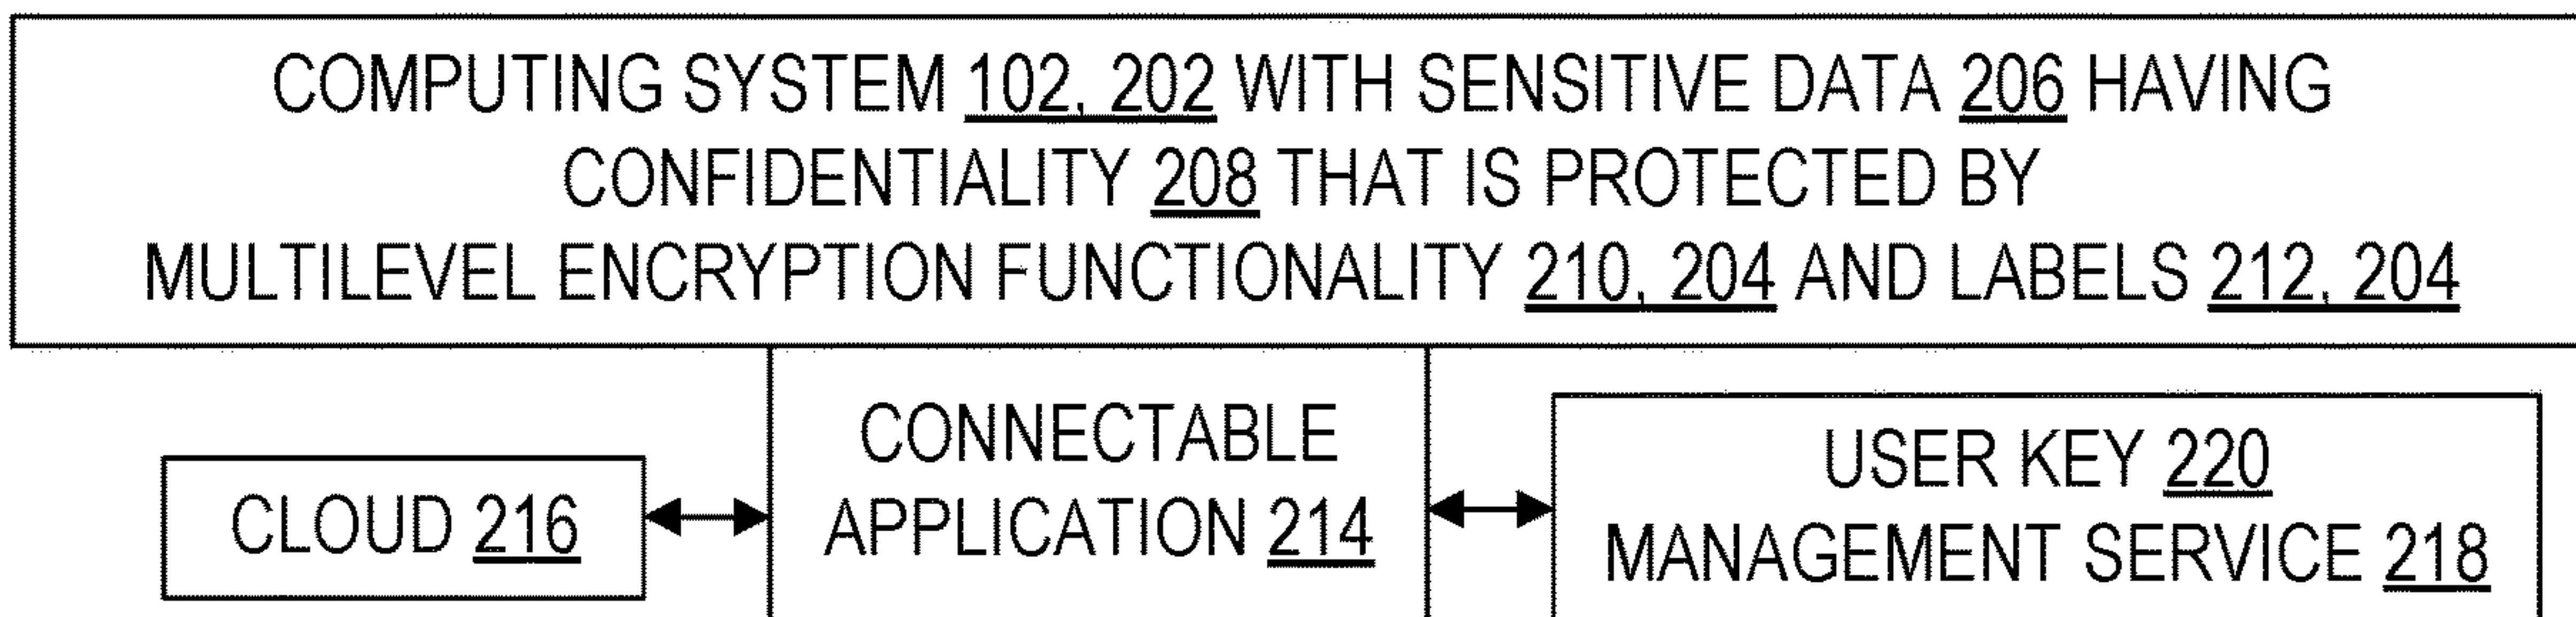 COMPUTING SYSTEM 102, 202 WITH SENSITIVE DATA 206 HAVING
CONFIDENTIALITY 208 THAT IS PROTECTED BY
MULTILEVEL ENCRYPTION FUNCTIONALITY 210, 204 AND LABELS 212, 204
CLOUD 216
CONNECTABLE
APPLICATION 214
USER KEY 220
MANAGEMENT SERVICE 218